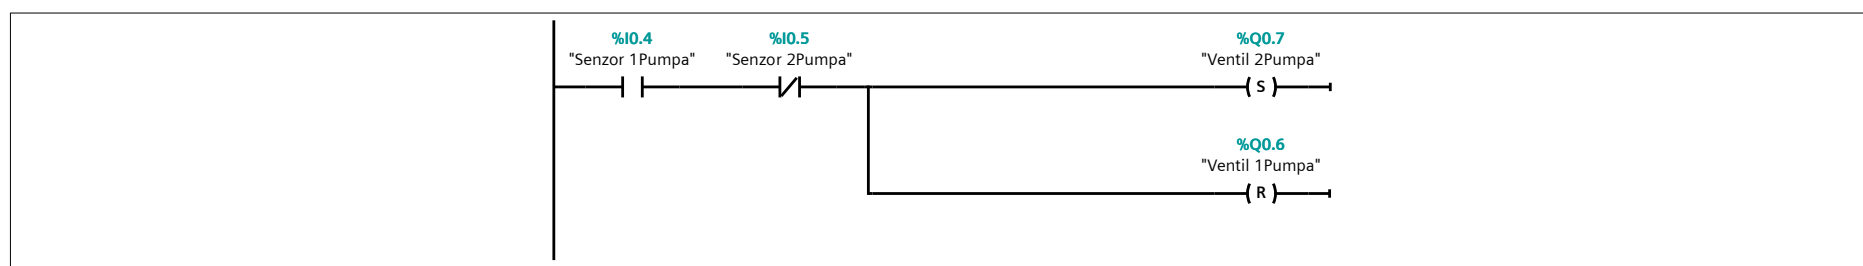 %I0.4
"Senzor 1Pumpa"
%I0.5
"Senzor 2Pumpa"
%Q0.7
"Ventil 2Pumpa"
S
%Q0.6
"Ventil 1Pumpa"
R